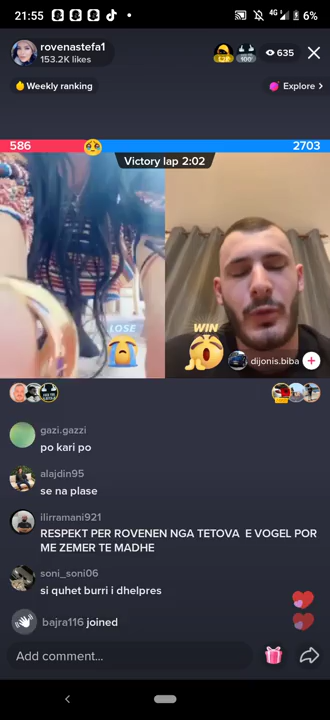 21:55
4G
6%
rovenastefa1
153.2K likes
100
635
Weekly ranking
Explore >
586
2703
Victory lap 2:02
LOSE
WIN
dijonis.biba
gazi.gazzi
po kari po
alajdin95
se na plase
ilirramani921
RESPEKT PER ROVENEN NGA TETOVA E VOGEL POR
ME ZEMER TE MADHE
soni_soni06
si quhet burri i dhelpres
bajra116 joined
Add comment...